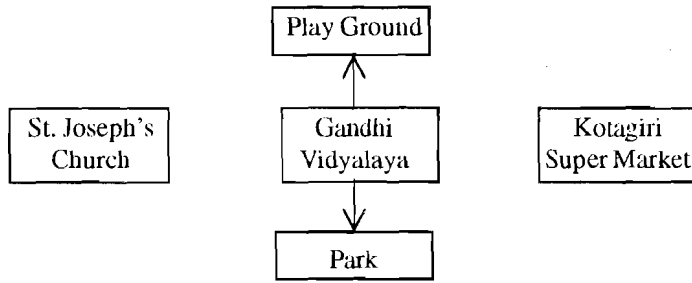 Play Ground
St. Joseph's
Church
Gandhi
Vidyalaya
Kotagiri
Super Market
Park